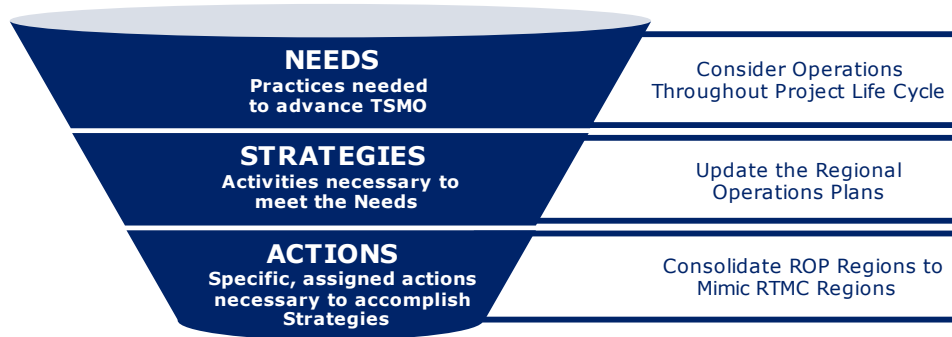 NEEDS
Practices needed
to advance TSMO
Consider Operations
Throughout Project Life Cycle
STRATEGIES
Activities necessary to
meet the Needs
Update the Regional
Operations Plans
ACTIONS
Specific, assigned actions
necessary to accomplish
Strategies
Consolidate ROP Regions to
Mimic RTMC Regions